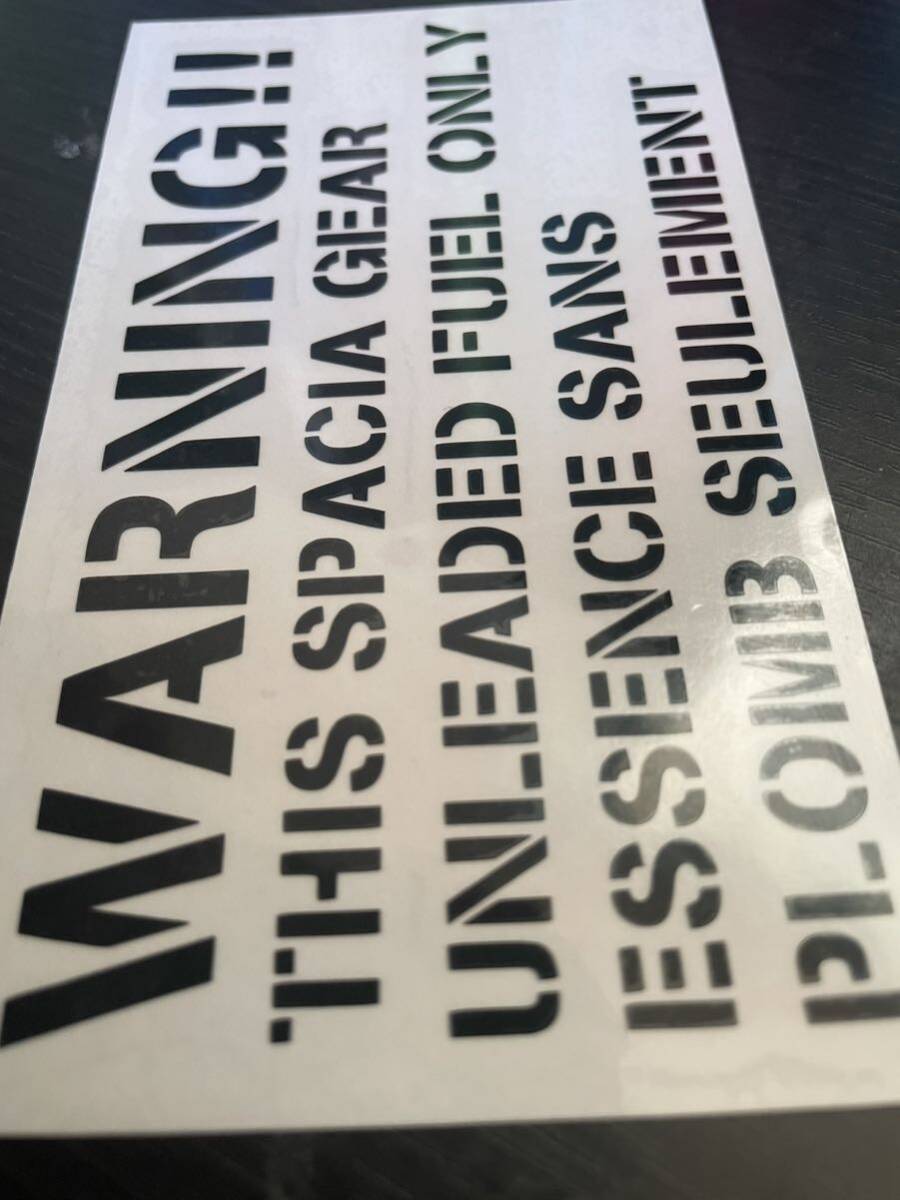 WARNING!!
THIS SPACIA GEAR
UNLEADED FUEL ONLY
ESSENCE SANS
PLOMB SEULEMENT